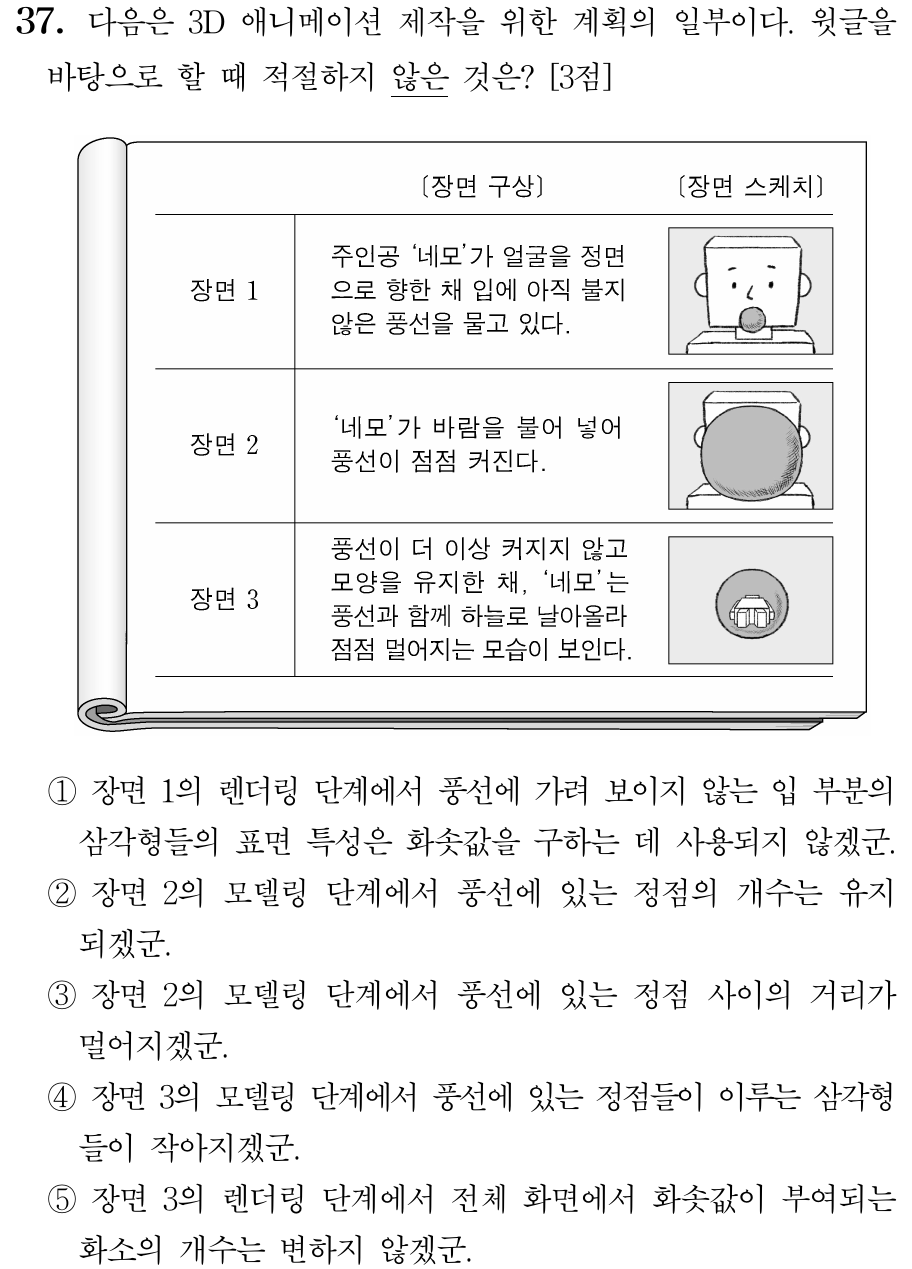 37. 다음은 3D 애니메이션 제작을 위한 계획의 일부이다. 윗글을
바탕으로 할 때 적절하지 않은 것은? [3점]
〔장면 구상〕 〔장면 스케치〕
장면 1
주인공 ‘네모’가 얼굴을 정면
으로 향한 채 입에 아직 불지
않은 풍선을 물고 있다.
장면 2
‘네모’가 바람을 불어 넣어
풍선이 점점 커진다.
장면 3
풍선이 더 이상 커지지 않고
모양을 유지한 채, ‘네모’는
풍선과 함께 하늘로 날아올라
점점 멀어지는 모습이 보인다.
① 장면 1의 렌더링 단계에서 풍선에 가려 보이지 않는 입 부분의
삼각형들의 표면 특성은 화솟값을 구하는 데 사용되지 않겠군.
② 장면 2의 모델링 단계에서 풍선에 있는 정점의 개수는 유지
되겠군.
③ 장면 2의 모델링 단계에서 풍선에 있는 정점 사이의 거리가
멀어지겠군.
④ 장면 3의 모델링 단계에서 풍선에 있는 정점들이 이루는 삼각형
들이 작아지겠군.
⑤ 장면 3의 렌더링 단계에서 전체 화면에서 화솟값이 부여되는
화소의 개수는 변하지 않겠군.